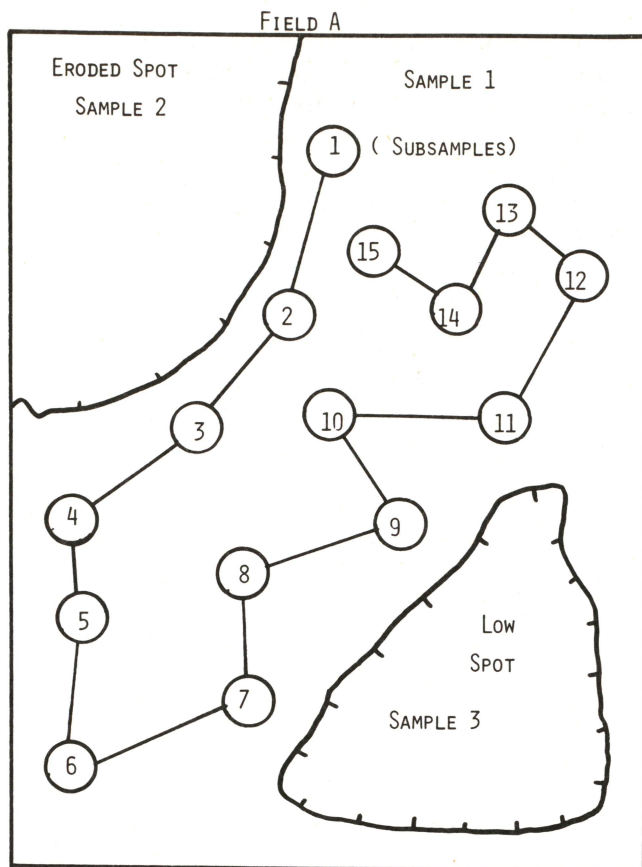 FIELD A
ERODED SPOT
SAMPLE 2
SAMPLE 1
1 (SUBSAMPLES)
13
15
12
14
2
3
10
11
4
9
8
5
LOW
SPOT
7
SAMPLE 3
6